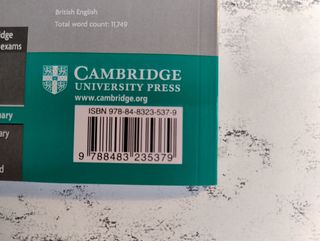 British English
Total word count: 11,749
exams
CAMBRIDGE
UNIVERSITY PRESS
www.cambridge.org
ISBN 978-84-8323-537-9
9 788483 235379